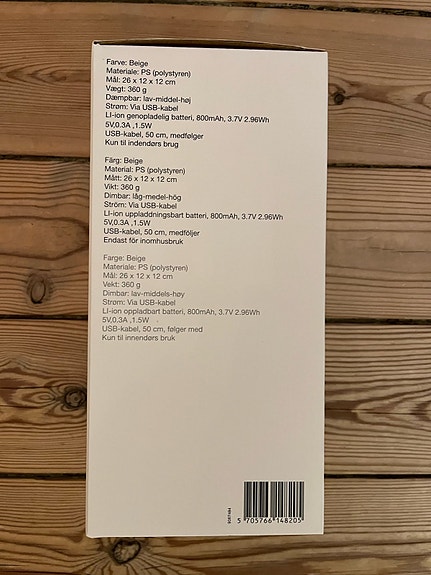 Farve: Beige
Materiale: PS (polystyren)
Mål: 26 x 12 x 12 cm
Vægt: 360 g
Dæmpbar: lav-middel-høj
Strøm: Via USB-kabel
LI-ion genopladelig batteri, 800mAh, 3.7V 2.96Wh
5V,0.3A ,1.5W
USB-kabel, 50 cm, medfølger
Kun til indendørs brug
Färg: Beige
Material: PS (polystyren)
Mått: 26 x 12 x 12 cm
Vikt: 360 g
Dimbar: låg-medel-hög
Ström: Via USB-kabel
LI-ion uppladdningsbart batteri, 800mAh, 3.7V 2.96Wh
5V,0.3A ,1.5W
USB-kabel, 50 cm, medföljer
Endast för inomhusbruk
Farge: Beige
Materiale: PS (polystyren)
Mål: 26 x 12 x 12 cm
Vekt: 360 g
Dimbar: lav-middels-høy
Strøm: Via USB-kabel
LI-ion oppladbart batteri, 800mAh, 3.7V 2.96Wh
5V,0.3A ,1.5W
USB-kabel, 50 cm, følger med
Kun til innendørs bruk
5 705766 148205